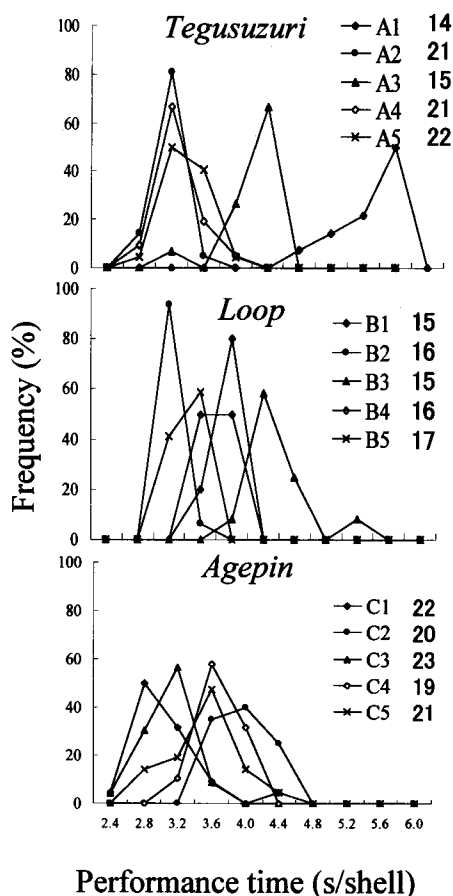 Tegusuzuri
A1 14
A2 21
A3 15
A4 21
A5 22
100
80
60
40
20
0
Loop
B1 15
B2 16
B3 15
B4 16
B5 17
100
80
60
40
20
0
Frequency (%)
Agepin
C1 22
C2 20
C3 23
C4 19
C5 21
100
80
60
40
20
0
2.4 2.8 3.2 3.6 4.0 4.4 4.8 5.2 5.6 6.0
Performance time (s/shell)